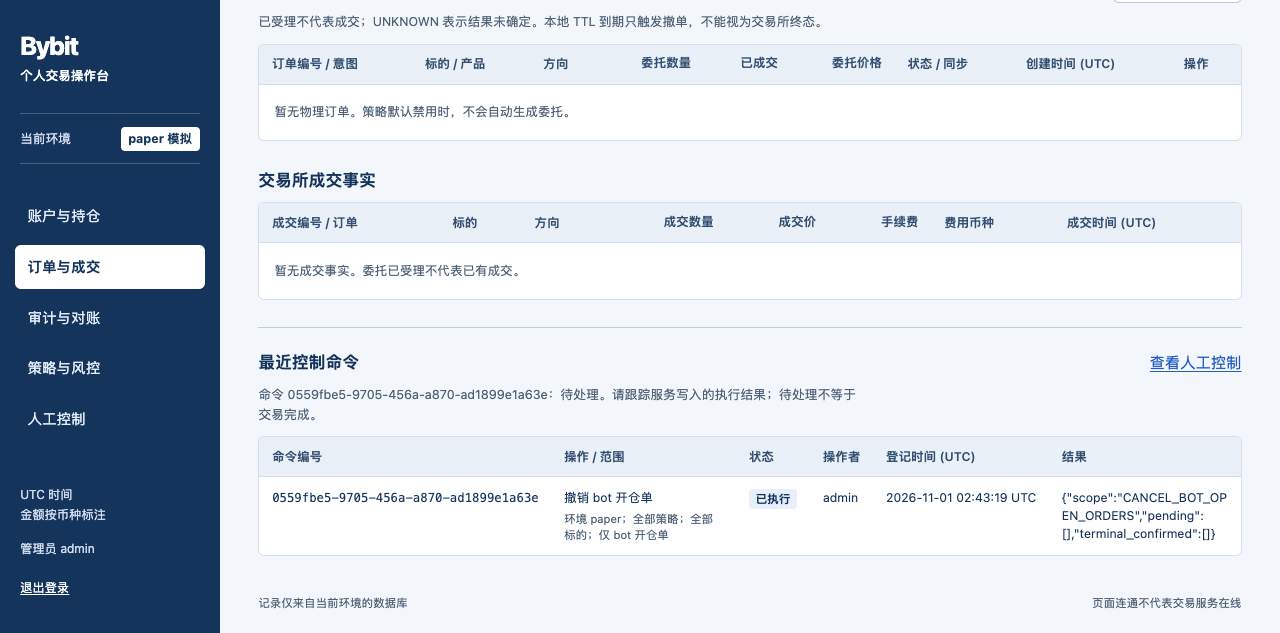 Bybit
个人交易操作台
当前环境
paper 模拟
账户与持仓
订单与成交
审计与对账
策略与风控
人工控制
UTC 时间
金额按币种标注
管理员 admin
退出登录
已受理不代表成交；UNKNOWN 表示结果未确定。本地 TTL 到期只触发撤单，不能视为交易所终态。
订单编号 / 意图 标的 / 产品 方向 委托数量 已成交 委托价格 状态 / 同步 创建时间 (UTC) 操作
暂无物理订单。策略默认禁用时，不会自动生成委托。
交易所成交事实
成交编号 / 订单 标的 方向 成交数量 成交价 手续费 费用币种 成交时间 (UTC)
暂无成交事实。委托已受理不代表已有成交。
最近控制命令
查看人工控制
命令 0559fbe5-9705-456a-a870-ad1899e1a63e：待处理。请跟踪服务写入的执行结果；待处理不等于
交易完成。
命令编号 操作 / 范围 状态 操作者 登记时间 (UTC) 结果
0559fbe5-9705-456a-a870-ad1899e1a63e 撤销 bot 开仓单 已执行 admin 2026-11-01 02:43:19 UTC {"scope":"CANCEL_BOT_OP
环境 paper；全部策略；全部 EN_ORDERS","pending":
标的；仅 bot 开仓单 [],"terminal_confirmed":[]}
记录仅来自当前环境的数据库
页面连通不代表交易服务在线